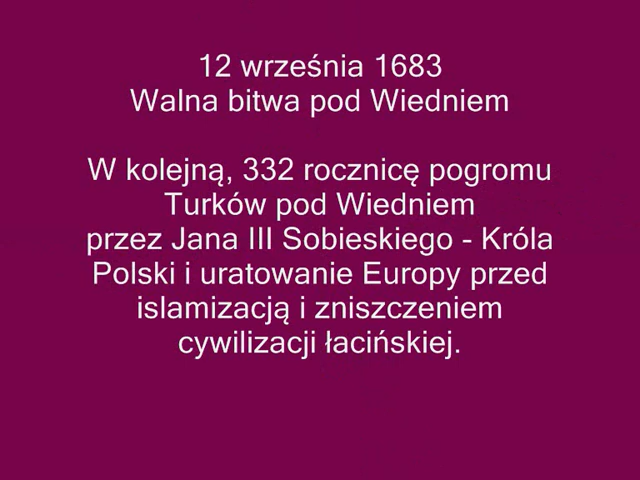 12 września 1683
Walna bitwa pod Wiedniem
W kolejną, 332 rocznicę pogromu
Turków pod Wiedniem
przez Jana III Sobieskiego - Króla
Polski i uratowanie Europy przed
islamizacją i zniszczeniem
cywilizacji łacińskiej.